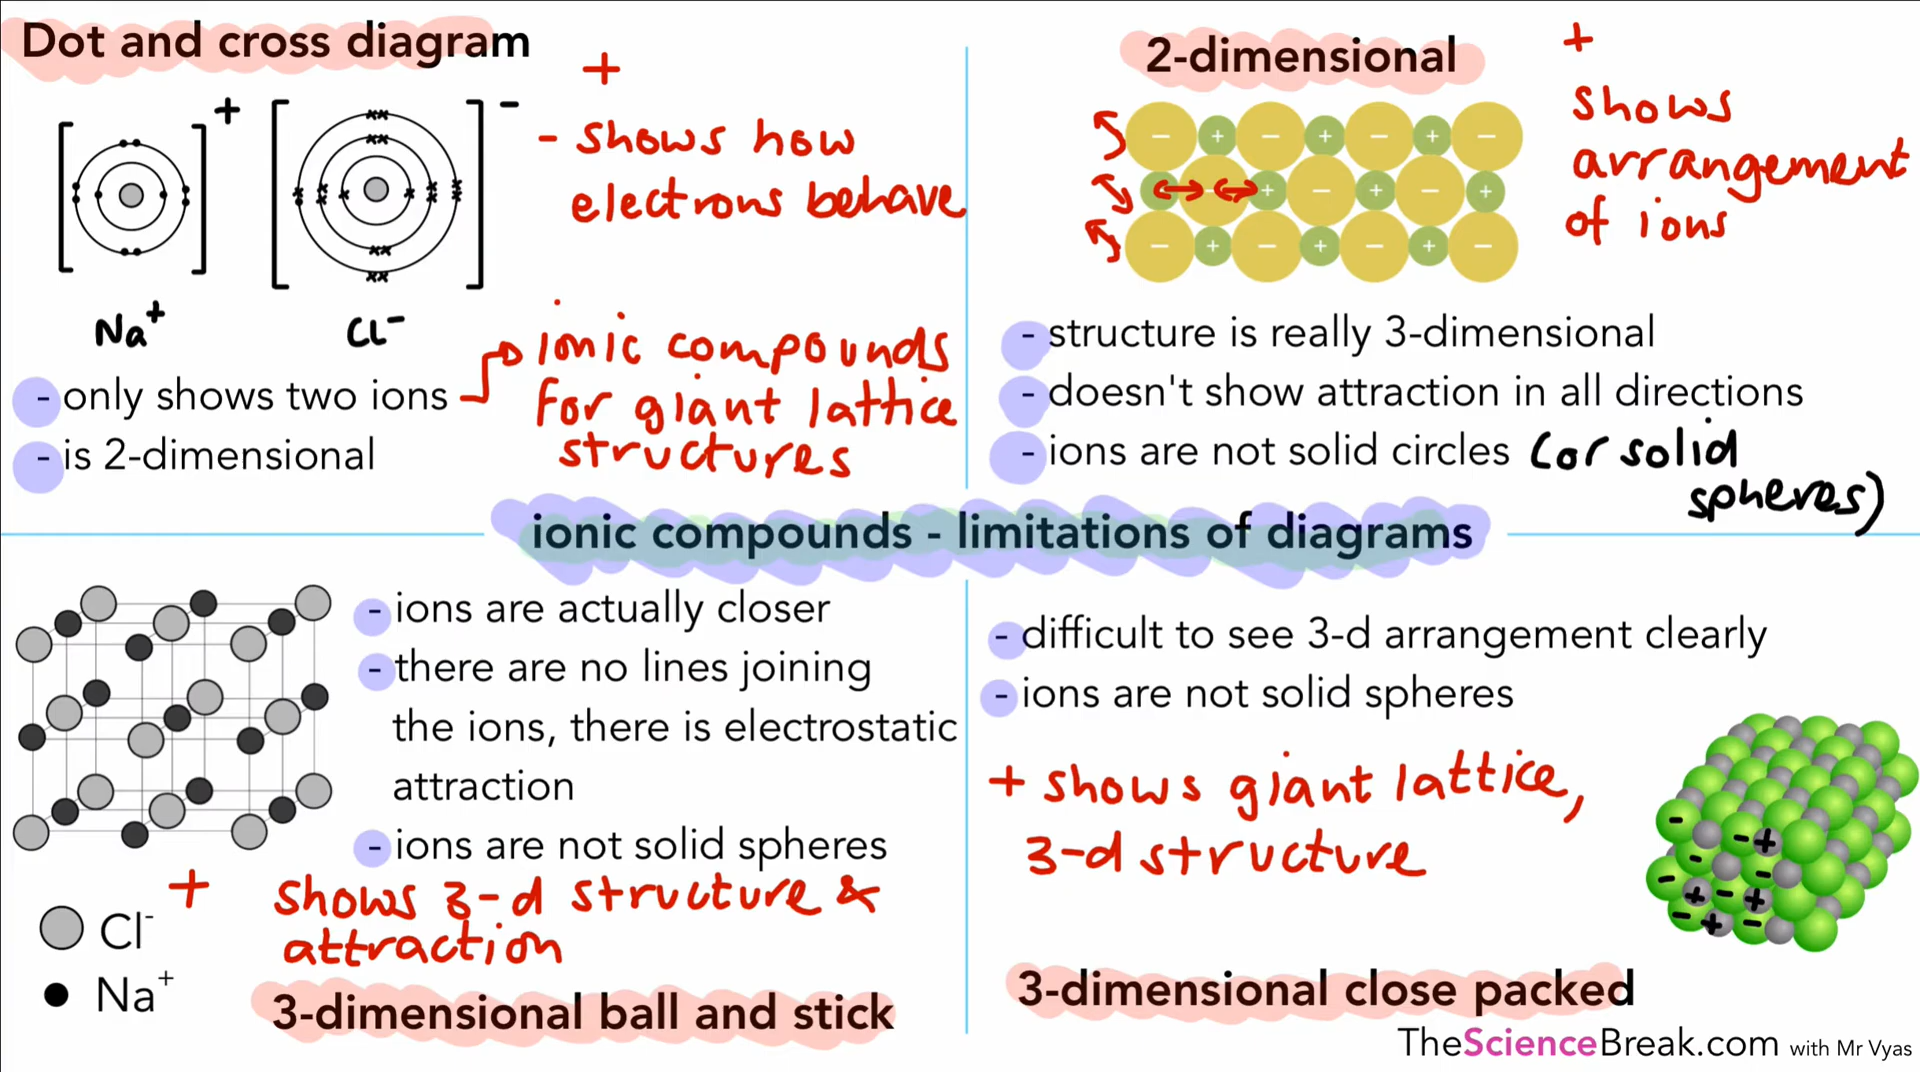 Dot and cross diagram
+
-
Na+
Cl-
- only shows two ions
- is 2-dimensional
+
- shows how
electrons behave
ionic compounds
for giant lattice
structures
2-dimensional
− + − + − + −
+ − + − + − +
− + − + − + −
+
shows
arrangement
of ions
- structure is really 3-dimensional
- doesn't show attraction in all directions
- ions are not solid circles (or solid
spheres)
ionic compounds - limitations of diagrams
- ions are actually closer
- there are no lines joining
the ions, there is electrostatic
attraction
- ions are not solid spheres
+ shows 3-d structure &
attraction
Cl-
Na+
3-dimensional ball and stick
- difficult to see 3-d arrangement clearly
- ions are not solid spheres
+ shows giant lattice,
3-d structure
- - +
- -
- + - +
- + -
3-dimensional close packed
TheScienceBreak.com with Mr Vyas